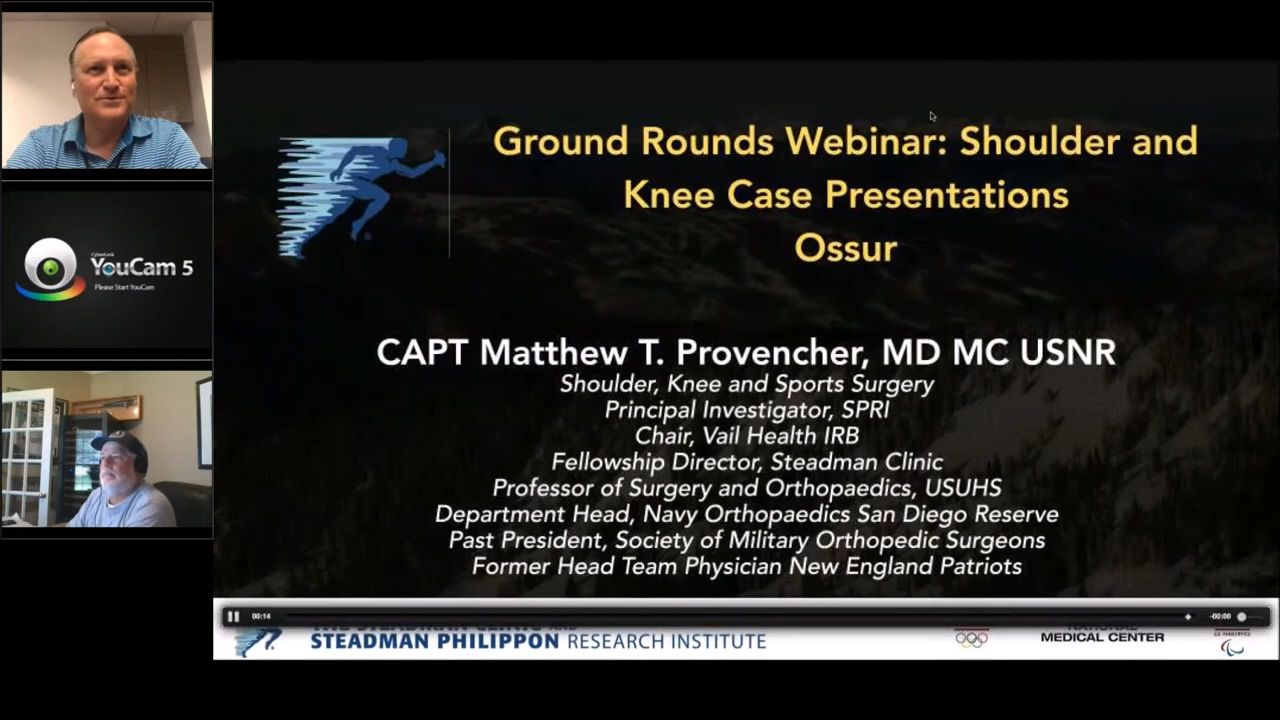 Ground Rounds Webinar: Shoulder and
Knee Case Presentations
Ossur
CyberLink
YouCam 5
Please Start YouCam
CAPT Matthew T. Provencher, MD MC USNR
Shoulder, Knee and Sports Surgery
Principal Investigator, SPRI
Chair, Vail Health IRB
Fellowship Director, Steadman Clinic
Professor of Surgery and Orthopaedics, USUHS
Department Head, Navy Orthopaedics San Diego Reserve
Past President, Society of Military Orthopedic Surgeons
Former Head Team Physician New England Patriots
00:14
-00:00
STEADMAN PHILIPPON RESEARCH INSTITUTE
MEDICAL CENTER